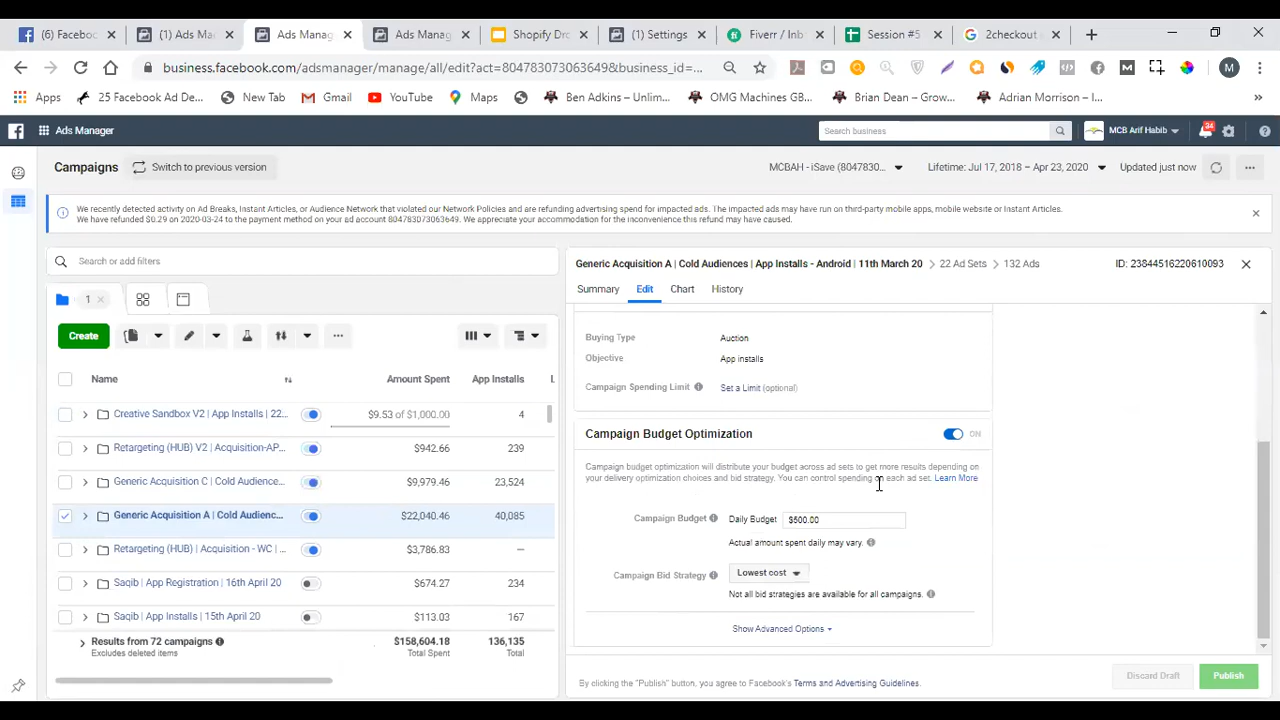 (6) Facebo
(1) Ads Ma
Ads Manag
Ads Manag
Shopify Dro
(1) Settings
Fiverr / Inb
Session #5
2checkout
business.facebook.com/adsmanager/manage/all/edit?act=804783073063649&business_id=...
M
Apps
25 Facebook Ad De...
New Tab
Gmail
YouTube
Maps
Ben Adkins – Unlim...
OMG Machines GB...
Brian Dean – Grow...
Adrian Morrison – I...
»
Ads Manager
Search business
MCB Arif Habib
34
Campaigns
Switch to previous version
MCBAH - iSave (8047830...
Lifetime: Jul 17, 2018 – Apr 23, 2020
Updated just now
We recently detected activity on Ad Breaks, Instant Articles, or Audience Network that violated our Network Policies and are refunding advertising spend for impacted ads. The impacted ads may have run on third-party mobile apps, mobile website or Instant Articles.
We have refunded $0.29 on 2020-03-24 to the payment method on your ad account 804783073063649. We appreciate your accommodation for the inconvenience this refund may have caused.
Search or add filters
Generic Acquisition A | Cold Audiences | App Installs - Android | 11th March 20
22 Ad Sets
132 Ads
ID: 23844516220610093
Summary
Edit
Chart
History
1
Create
Name
Amount Spent
App Installs
Creative Sandbox V2 | App Installs | 22...
$9.53 of $1,000.00
4
Retargeting (HUB) V2 | Acquisition-AP...
$942.66
239
Generic Acquisition C | Cold Audience...
$9,979.46
23,524
Generic Acquisition A | Cold Audienc...
$22,040.46
40,085
Retargeting (HUB) | Acquisition - WC | ...
$3,786.83
—
Saqib | App Registration | 16th April 20
$674.27
234
Saqib | App Installs | 15th April 20
$113.03
167
Results from 72 campaigns
$158,604.18
136,135
Excludes deleted items
Total Spent
Total
Buying Type
Auction
Objective
App installs
Campaign Spending Limit
Set a Limit (optional)
Campaign Budget Optimization
ON
Campaign budget optimization will distribute your budget across ad sets to get more results depending on
your delivery optimization choices and bid strategy. You can control spending on each ad set. Learn More
Campaign Budget
Daily Budget
$500.00
Actual amount spent daily may vary.
Campaign Bid Strategy
Lowest cost
Not all bid strategies are available for all campaigns.
Show Advanced Options
By clicking the "Publish" button, you agree to Facebook's Terms and Advertising Guidelines.
Discard Draft
Publish